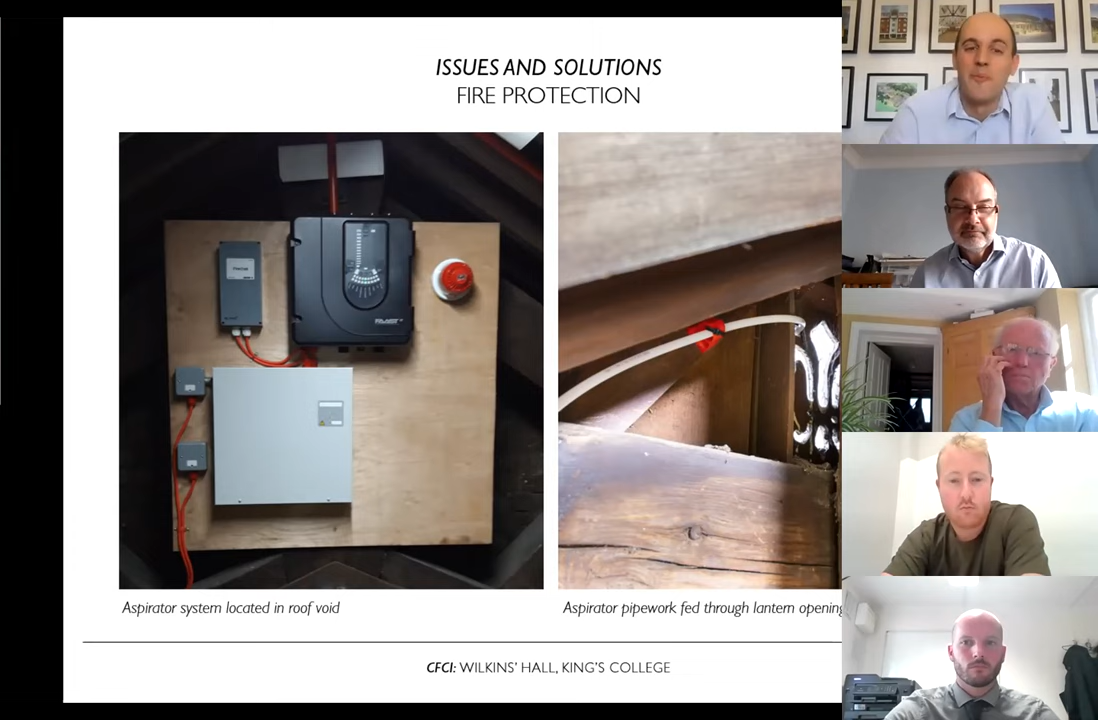 ISSUES AND SOLUTIONS
FIRE PROTECTION
Aspirator system located in roof void
Aspirator pipework fed through lantern opening
CFCI: WILKINS' HALL, KING'S COLLEGE